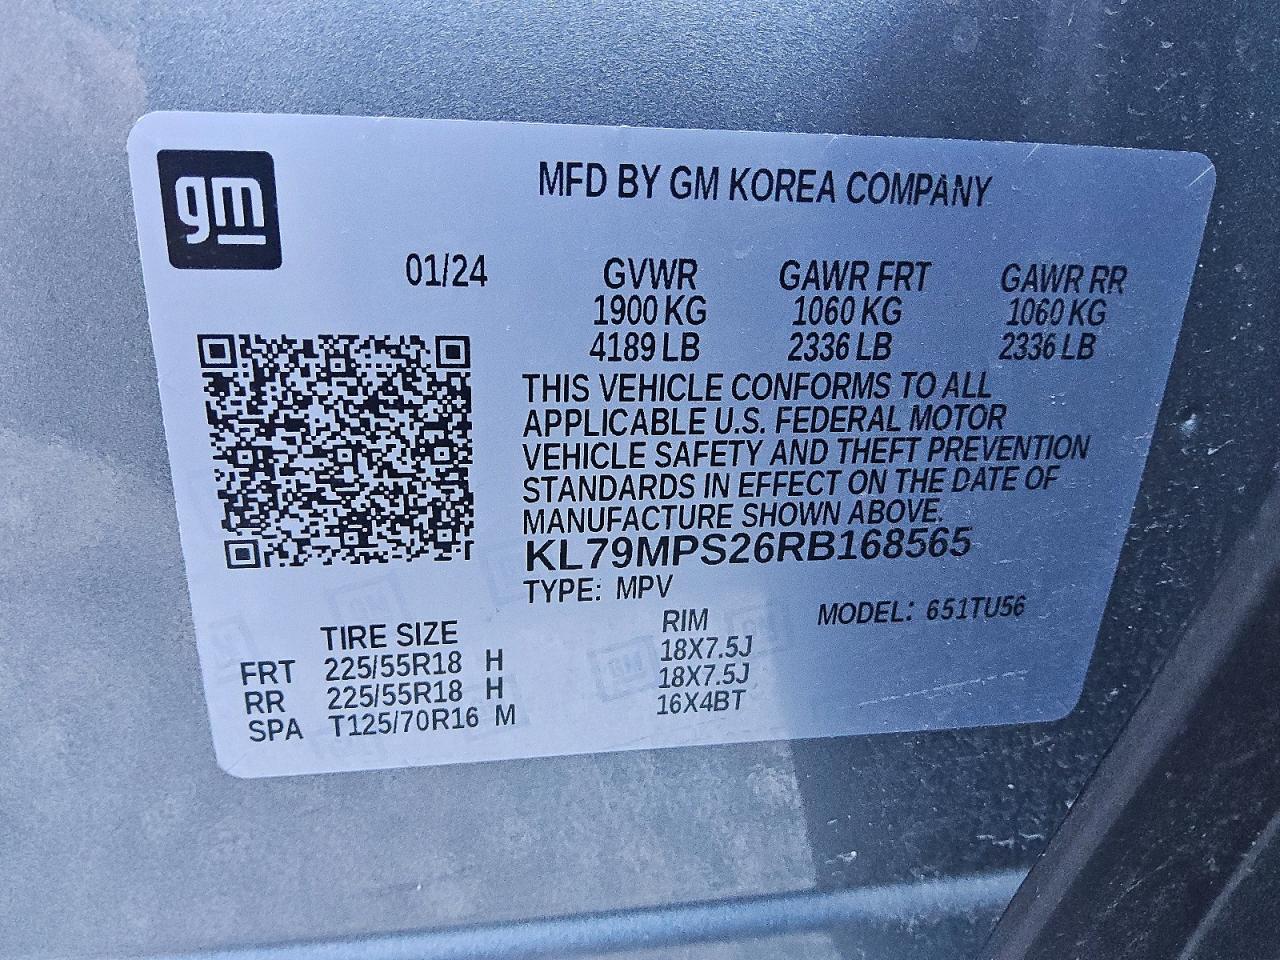 gm
MFD BY GM KOREA COMPANY
01/24 GVWR GAWR FRT GAWR RR
1900 KG 1060 KG 1060 KG
4189 LB 2336 LB 2336 LB
THIS VEHICLE CONFORMS TO ALL
APPLICABLE U.S. FEDERAL MOTOR
VEHICLE SAFETY AND THEFT PREVENTION
STANDARDS IN EFFECT ON THE DATE OF
MANUFACTURE SHOWN ABOVE.
KL79MPS26RB168565
TYPE: MPV MODEL: 651TU56
TIRE SIZE RIM
FRT 225/55R18 H 18X7.5J
RR 225/55R18 H 18X7.5J
SPA T125/70R16 M 16X4BT
GM